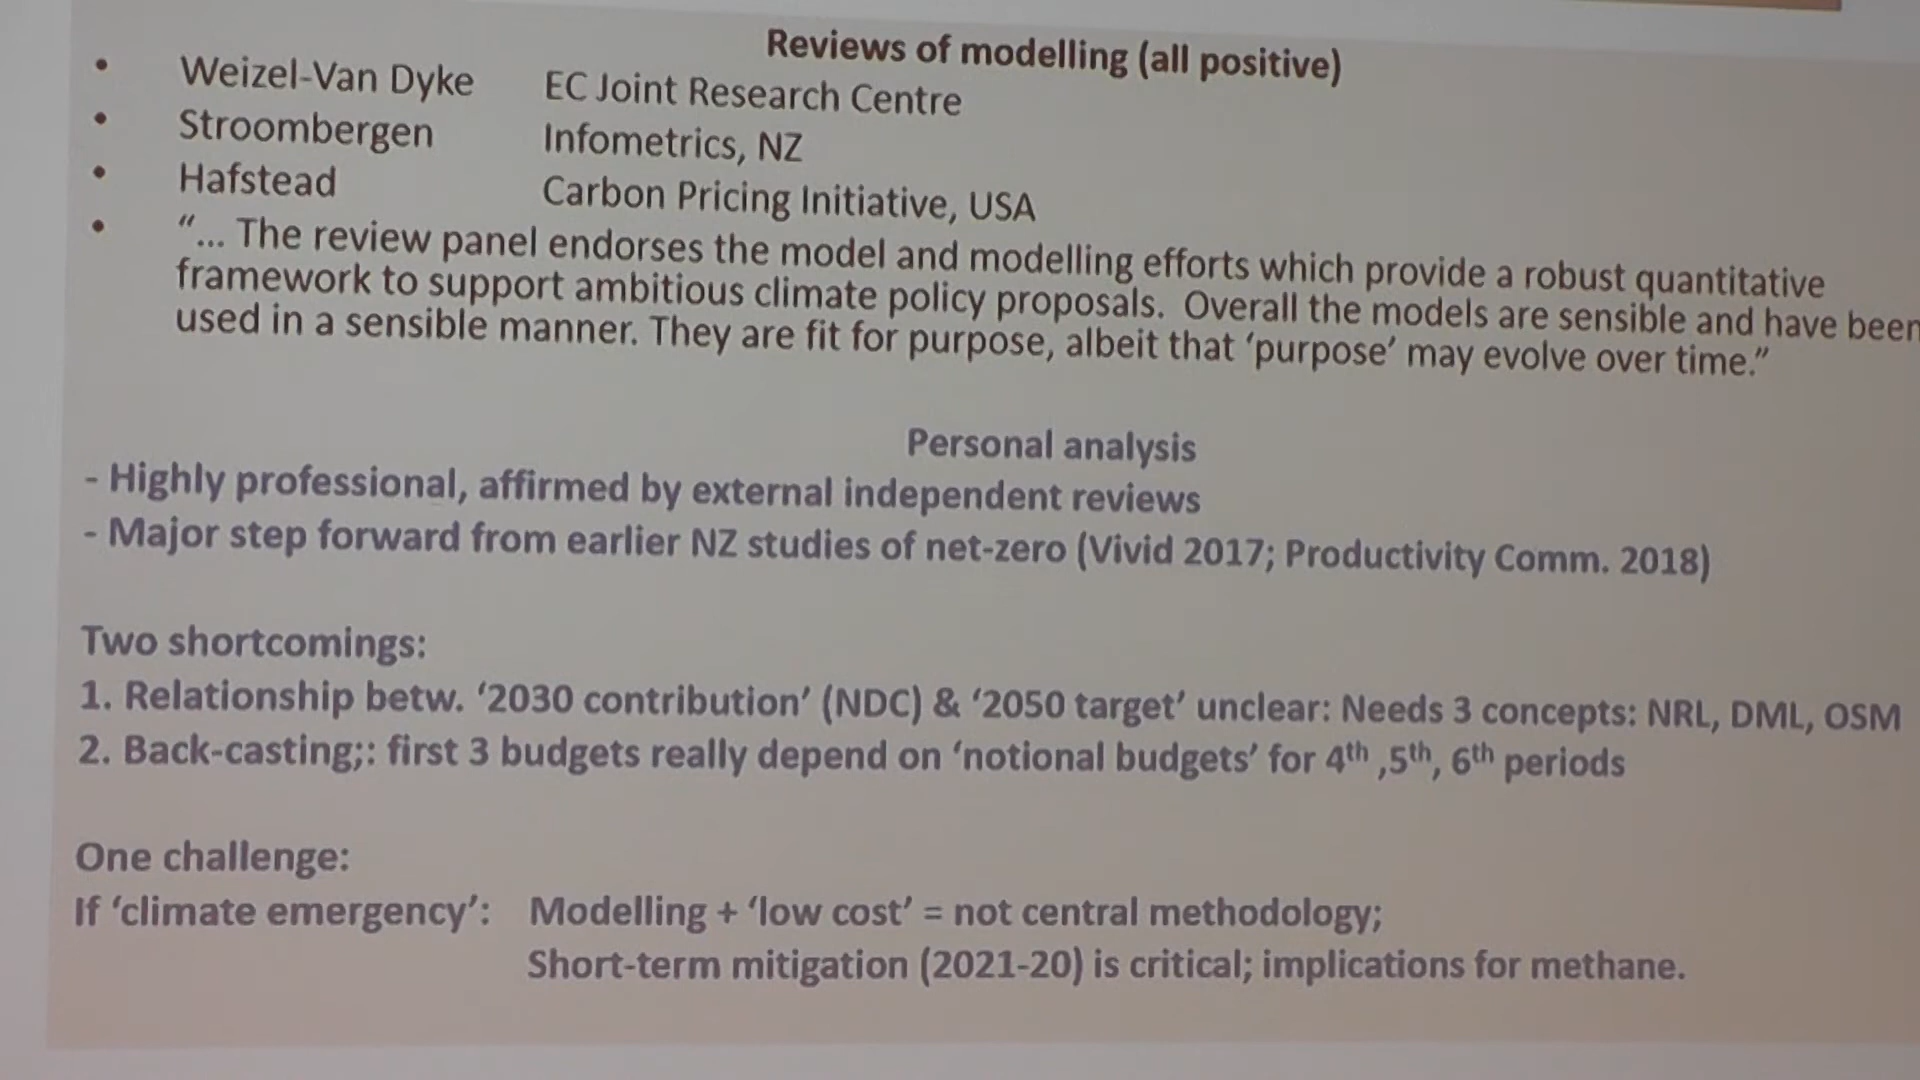 Reviews of modelling (all positive)
• Weizel-Van Dyke EC Joint Research Centre
• Stroombergen Infometrics, NZ
• Hafstead Carbon Pricing Initiative, USA
• “... The review panel endorses the model and modelling efforts which provide a robust quantitative
framework to support ambitious climate policy proposals. Overall the models are sensible and have been
used in a sensible manner. They are fit for purpose, albeit that ‘purpose’ may evolve over time.”
Personal analysis
- Highly professional, affirmed by external independent reviews
- Major step forward from earlier NZ studies of net-zero (Vivid 2017; Productivity Comm. 2018)
Two shortcomings:
1. Relationship betw. ‘2030 contribution’ (NDC) & ‘2050 target’ unclear: Needs 3 concepts: NRL, DML, OSM
2. Back-casting;: first 3 budgets really depend on ‘notional budgets’ for 4th ,5th, 6th periods
One challenge:
If ‘climate emergency’: Modelling + ‘low cost’ = not central methodology;
Short-term mitigation (2021-20) is critical; implications for methane.